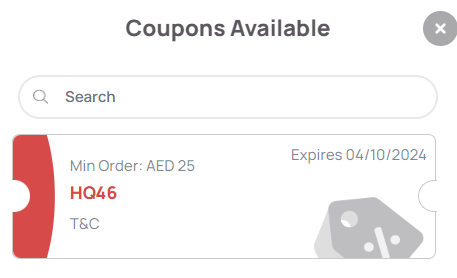 Coupons Available
Search
Expires 04/10/2024
Min Order: AED 25
HQ46
T&C